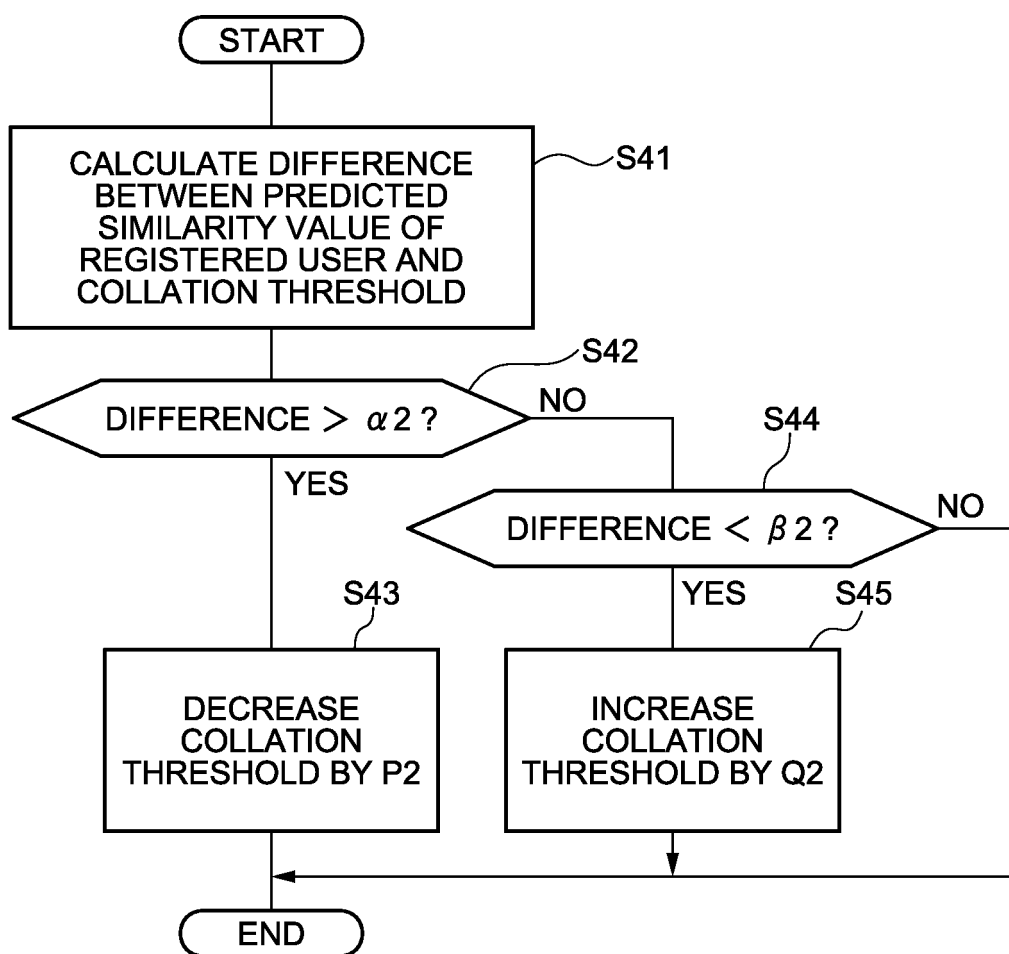 START
CALCULATE DIFFERENCE
BETWEEN PREDICTED
SIMILARITY VALUE OF
REGISTERED USER AND
COLLATION THRESHOLD
S41
S42
DIFFERENCE > α2?
NO
YES
S44
DIFFERENCE < β2?
NO
YES
S43
DECREASE
COLLATION
THRESHOLD BY P2
S45
INCREASE
COLLATION
THRESHOLD BY Q2
END